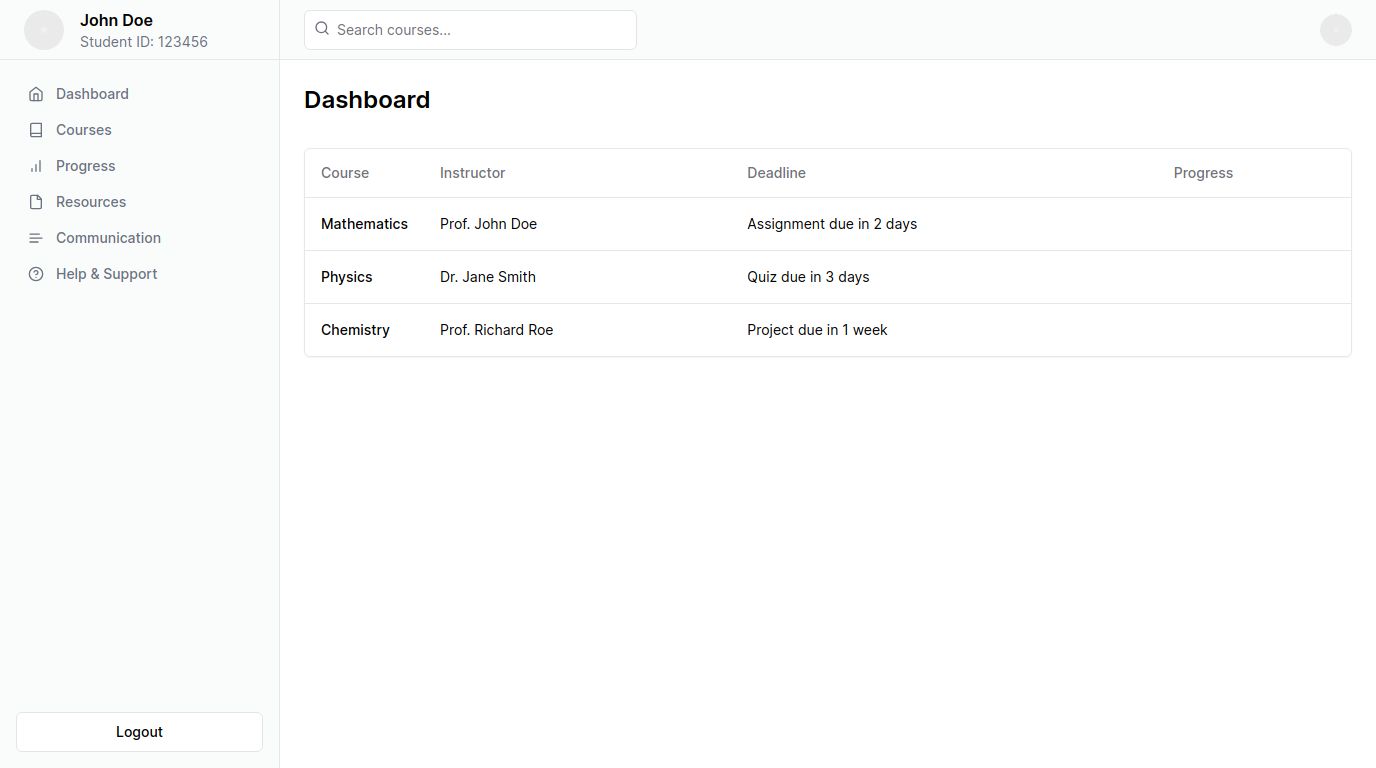 John Doe
Student ID: 123456
Search courses...
Dashboard
Courses
Progress
Resources
Communication
Help & Support
Logout
Dashboard
Course Instructor Deadline Progress
Mathematics Prof. John Doe Assignment due in 2 days
Physics Dr. Jane Smith Quiz due in 3 days
Chemistry Prof. Richard Roe Project due in 1 week